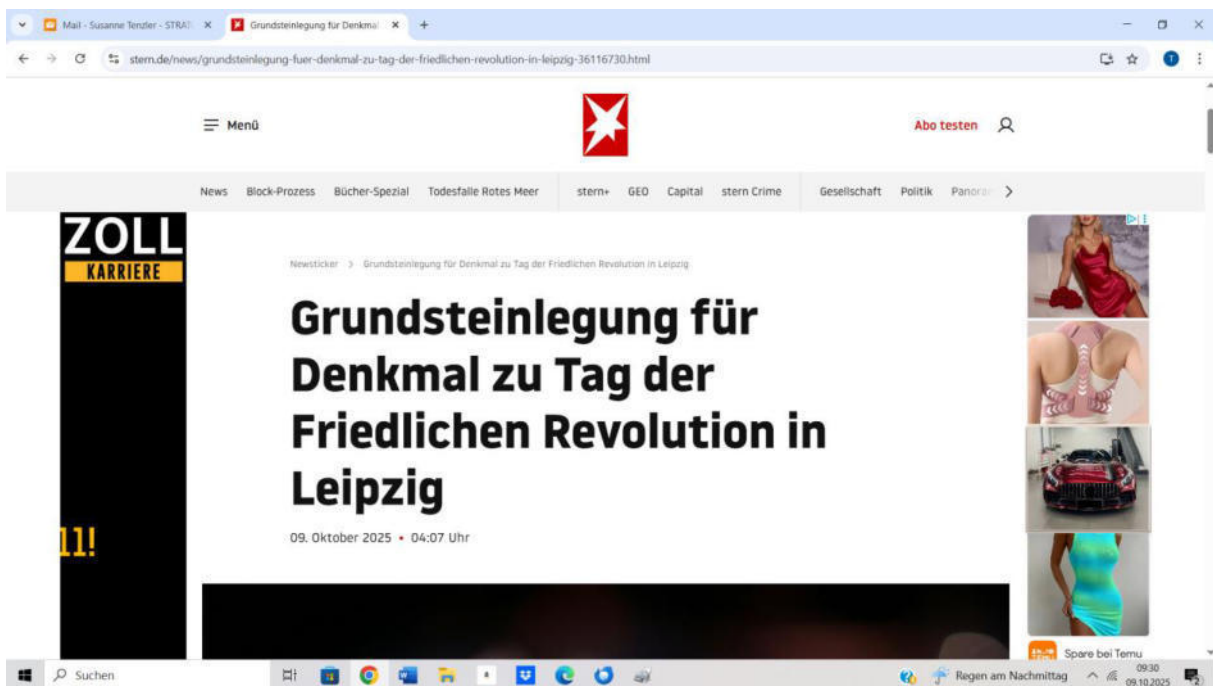 Mail - Susanne Tenzler - STRA
Grundsteinlegung für Denkma
stern.de/news/grundsteinlegung-fuer-denkmal-zu-tag-der-friedlichen-revolution-in-leipzig-36116730.html
T
Menü
Abo testen
News Block-Prozess Bücher-Spezial Todesfalle Rotes Meer stern+ GEO Capital stern Crime Gesellschaft Politik Panora
ZOLL
KARRIERE
Newsticker > Grundsteinlegung für Denkmal zu Tag der Friedlichen Revolution in Leipzig
Grundsteinlegung für
Denkmal zu Tag der
Friedlichen Revolution in
Leipzig
09. Oktober 2025 • 04:07 Uhr
11!
Spare bei Temu
Suchen
Regen am Nachmittag
09:30
09.10.2025
2